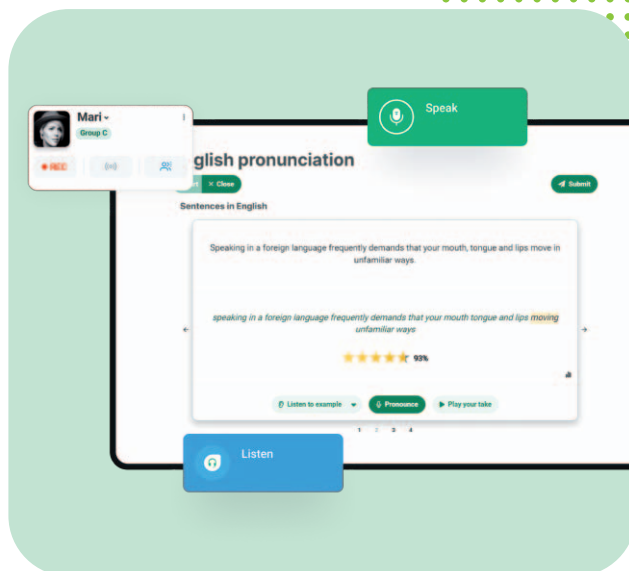 Mari
Group C
REC
Speak
glish pronunciation
× Close
Submit
Sentences in English
Speaking in a foreign language frequently demands that your mouth, tongue and lips move in
unfamiliar ways.
speaking in a foreign language frequently demands that your mouth tongue and lips moving
unfamiliar ways
93%
Listen to example
Pronounce
Play your take
1 2 3 4
Listen